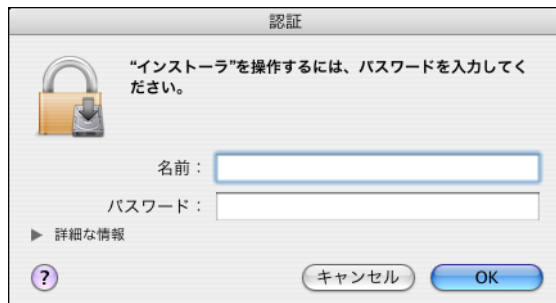 認証
“インストーラ”を操作するには、パスワードを入力してく
ださい。
名前：
パスワード：
▶ 詳細な情報
?
キャンセル
OK